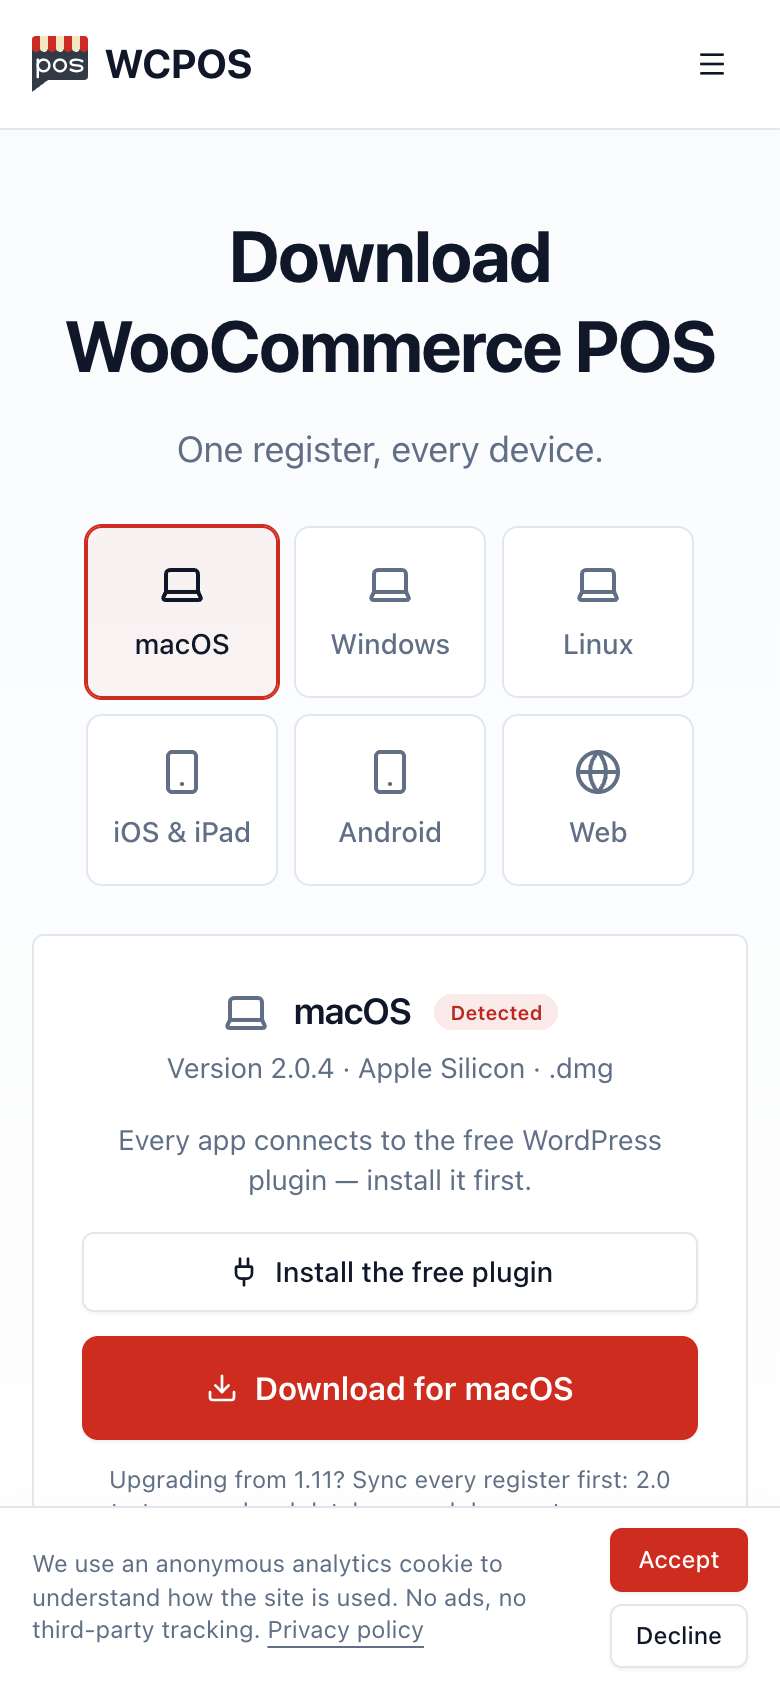 pos WCPOS
Download
WooCommerce POS
One register, every device.
macOS
Windows
Linux
iOS & iPad
Android
Web
macOS Detected
Version 2.0.4 · Apple Silicon · .dmg
Every app connects to the free WordPress
plugin — install it first.
Install the free plugin
Download for macOS
Upgrading from 1.11? Sync every register first: 2.0
We use an anonymous analytics cookie to
understand how the site is used. No ads, no
third-party tracking. Privacy policy
Accept
Decline